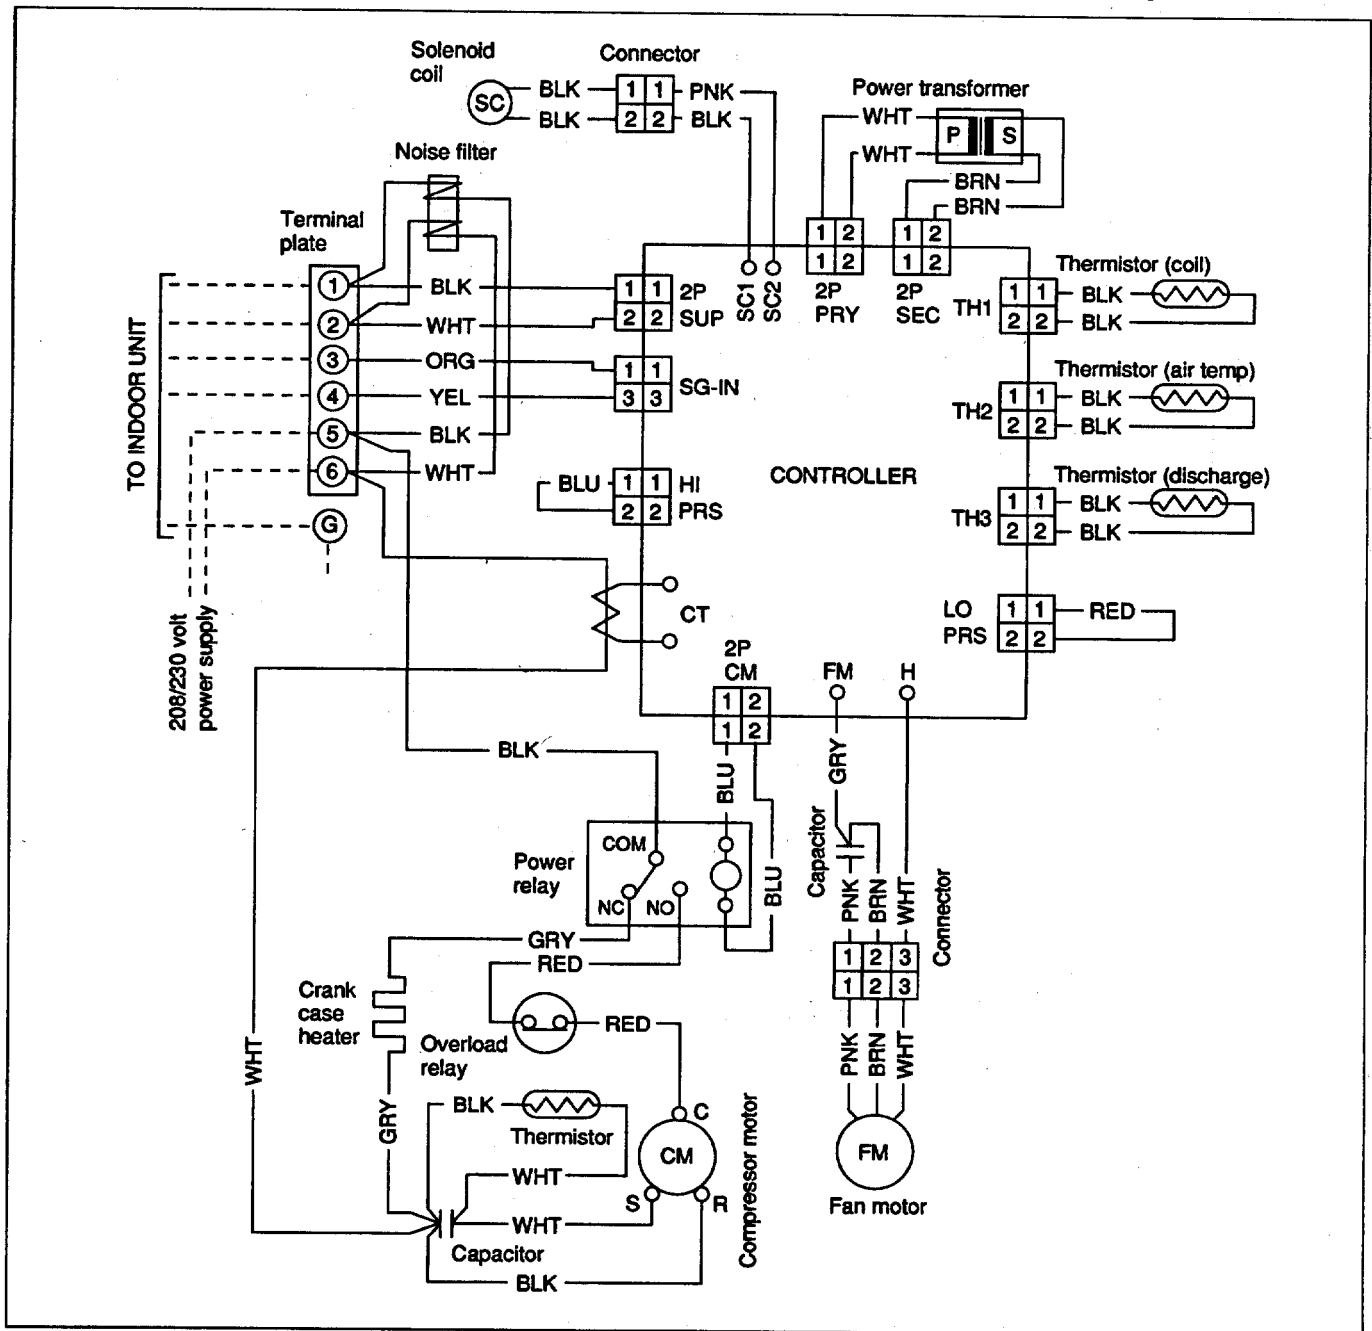 Solenoid
coil
Connector
SC
BLK 1 1 PNK
BLK 2 2 BLK
Power transformer
WHT
P S
WHT
BRN
BRN
Noise filter
Terminal
plate
1 2
1 2
2P
PRY
1 2
1 2
2P
SEC
SC1
SC2
1 BLK 1 1 2P
2 WHT 2 2 SUP
3 ORG 1 1 SG-IN
4 YEL 3 3
5 BLK
6 WHT
G
TO INDOOR UNIT
208/230 volt
power supply
BLU 1 1 HI
2 2 PRS
CONTROLLER
Thermistor (coil)
TH1 1 1 BLK
2 2 BLK
Thermistor (air temp)
TH2 1 1 BLK
2 2 BLK
Thermistor (discharge)
TH3 1 1 BLK
2 2 BLK
LO 1 1 RED
PRS 2 2
CT
2P
CM
1 2
1 2
FM
H
BLK
BLU
BLU
GRY
Capacitor
PNK
BRN
WHT
Connector
1 2 3
1 2 3
PNK
BRN
WHT
FM
Fan motor
Power
relay
COM
NC
NO
GRY
RED
Crank
case
heater
Overload
relay
RED
WHT
GRY
BLK
Thermistor
WHT
C
CM
S
R
Compressor motor
WHT
Capacitor
BLK